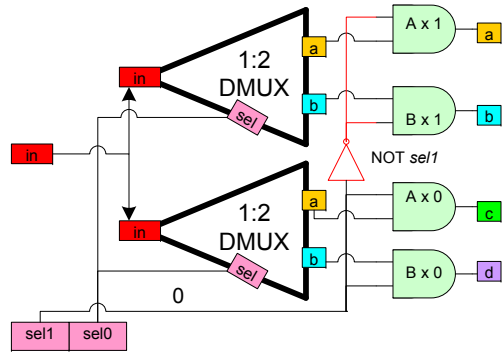 1:2
DMUX
in
sel
a
b
A x 1
a
B x 1
b
in
NOT sel1
1:2
DMUX
in
sel
a
b
A x 0
c
B x 0
d
0
sel1
sel0